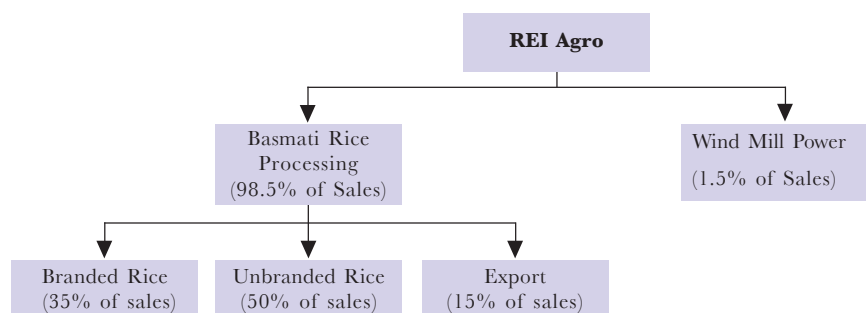 REI Agro
Basmati Rice
Processing
(98.5% of Sales)
Wind Mill Power
(1.5% of Sales)
Branded Rice
(35% of sales)
Unbranded Rice
(50% of sales)
Export
(15% of sales)